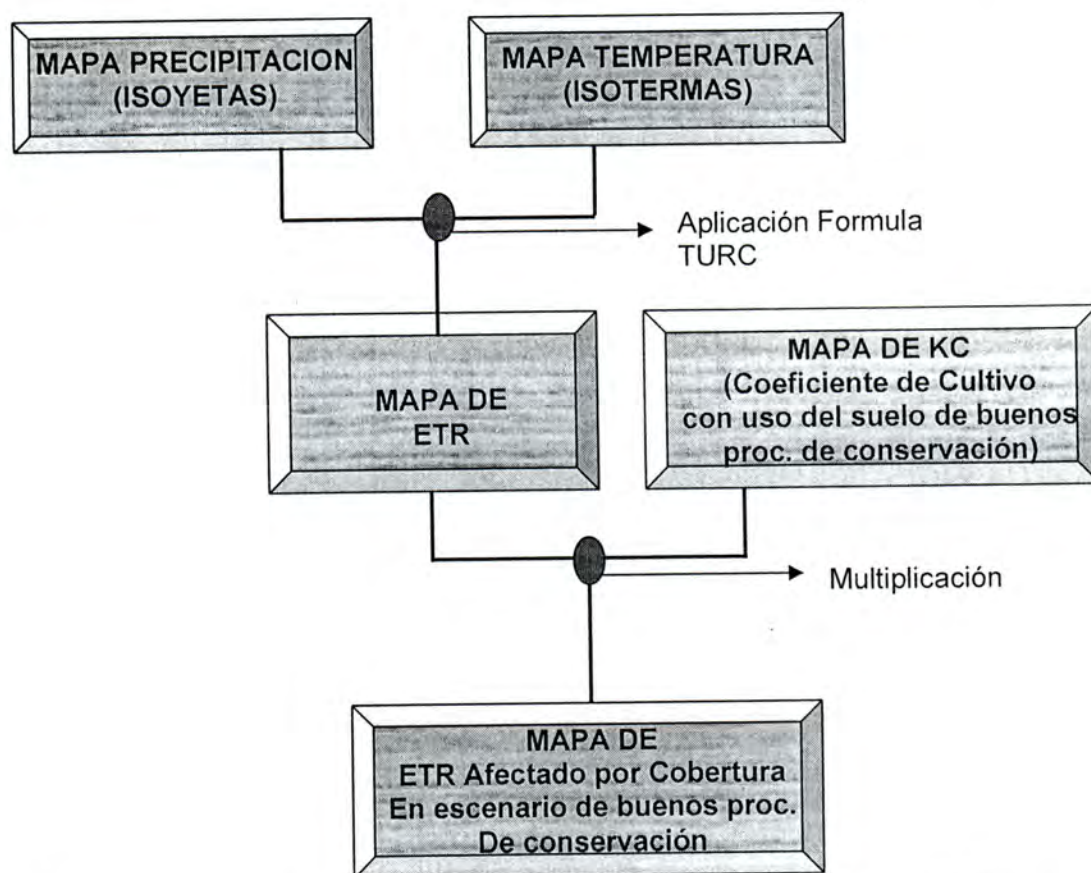 MAPA PRECIPITACION
(ISOYETAS)
MAPA TEMPERATURA
(ISOTERMAS)
Aplicación Formula
TURC
MAPA DE
ETR
MAPA DE KC
(Coeficiente de Cultivo
con uso del suelo de buenos
proc. de conservación)
Multiplicación
MAPA DE
ETR Afectado por Cobertura
En escenario de buenos proc.
De conservación